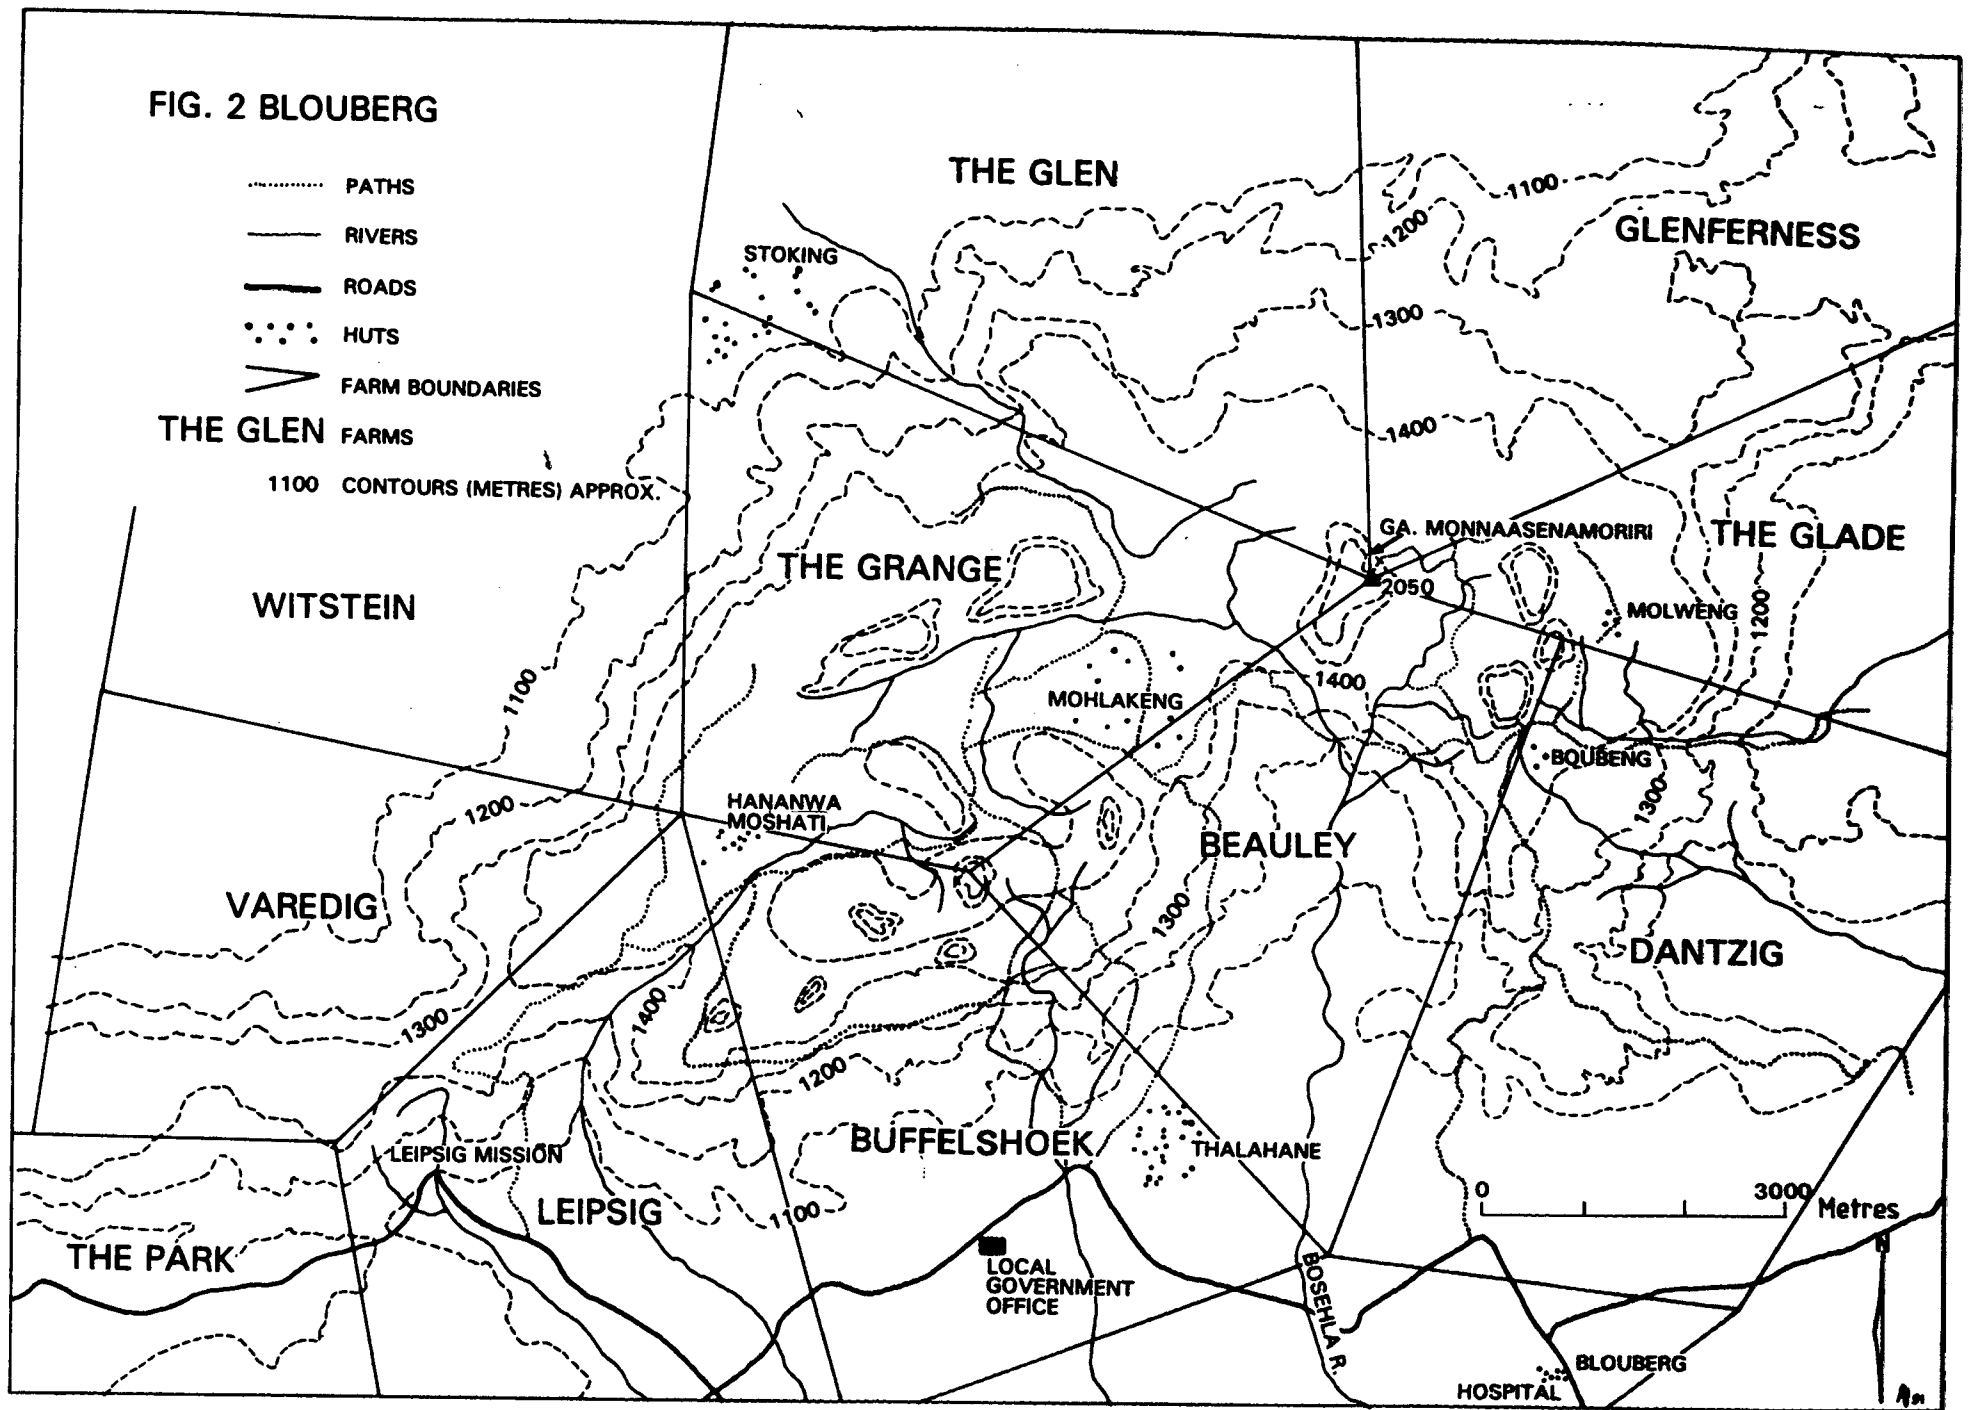 FIG. 2 BLOUBERG
PATHS
RIVERS
ROADS
HUTS
FARM BOUNDARIES
THE GLEN FARMS
1100 CONTOURS (METRES) APPROX.
THE GLEN
1100
1200
GLENFERNESS
STOKING
1300
1400
GA. MONNAASENAMORIRI
THE GLADE
THE GRANGE
2050
WITSTEIN
MOLWENG
1200
1100
1400
MOHLAKENG
BOUBENG
1200
HANANWA
MOSHATI
1300
BEAULEY
VAREDIG
1300
DANTZIG
1400
1300
1200
BUFFELSHOEK
LEIPSIG MISSION
THALAHANE
0 3000 Metres
LEIPSIG
1100
THE PARK
LOCAL
GOVERNMENT
OFFICE
BOSEHLA R.
N
BLOUBERG
HOSPITAL